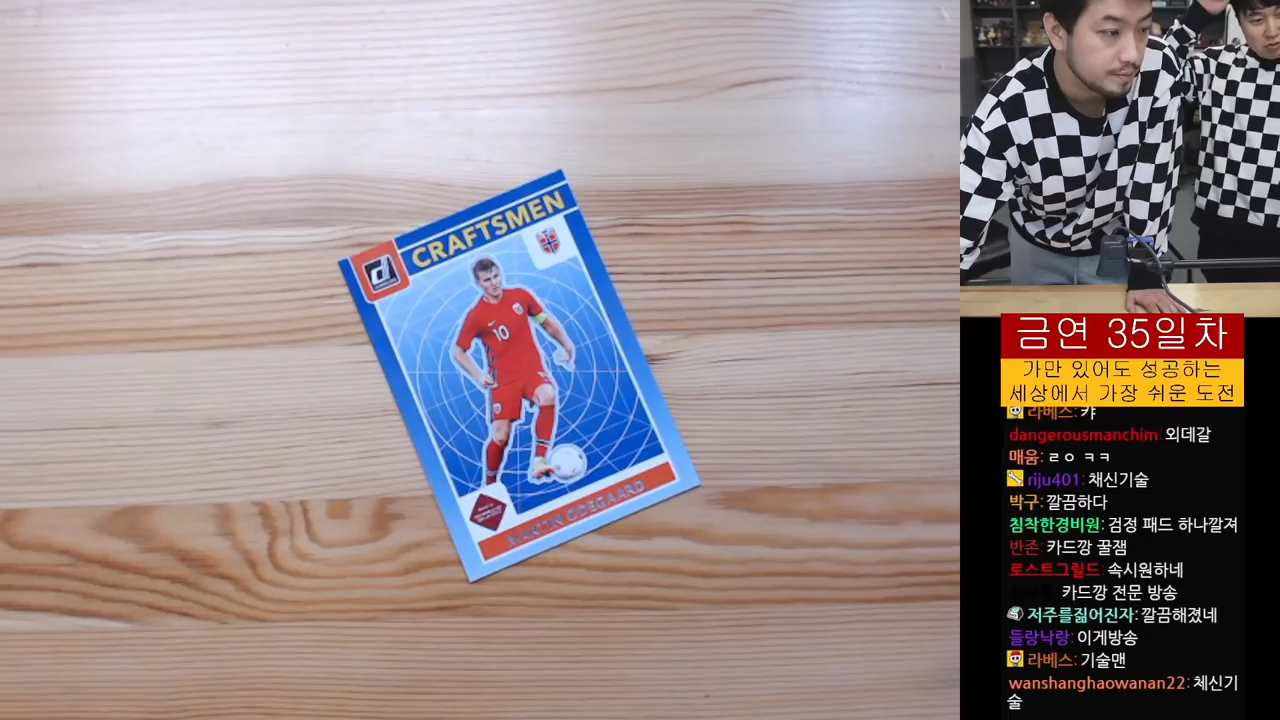 CRAFTSMEN
10
MARTIN ODEGAARD
금연 35일차
가만 있어도 성공하는
세상에서 가장 쉬운 도전
라베스: 캬
dangerousmanchim: 외데갈
매움: ㄹㅇ ㅋㅋ
riju401: 채신기술
박구: 깔끔하다
침착한경비원: 검정 패드 하나깔져
반존: 카드깡 꿀잼
로스트그릴드: 속시원하네
카드깡 전문 방송
저주를짊어진자: 깔끔해졌네
들랑낙랑: 이게방송
라베스: 기술맨
wanshanghaowanan22: 체신기
술